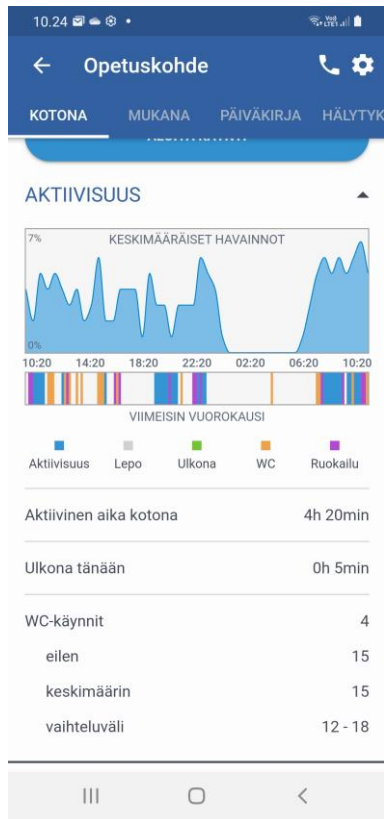 10.24
Opetuskohde
KOTONA MUKANA PÄIVÄKIRJA HÄLYTYK
AKTIIVISUUS
7% KESKIMÄÄRÄISET HAVAINNOT
0%
10:20 14:20 18:20 22:20 02:20 06:20 10:20
VIIMEISIN VUOROKAUSI
Aktiivisuus Lepo Ulkona WC Ruokailu
Aktiivinen aika kotona 4h 20min
Ulkona tänään 0h 5min
WC-käynnit 4
eilen 15
keskimäärin 15
vaihteluväli 12 - 18